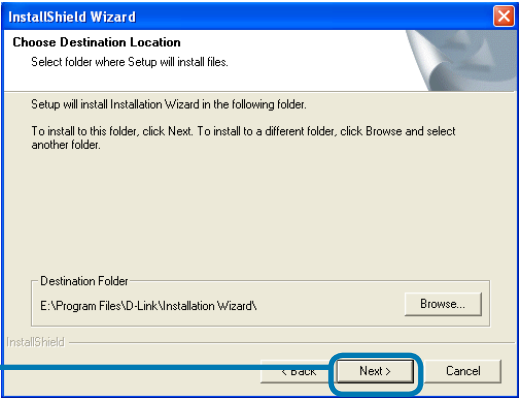 InstallShield Wizard
Choose Destination Location
Select folder where Setup will install files.
Setup will install Installation Wizard in the following folder.
To install to this folder, click Next. To install to a different folder, click Browse and select
another folder.
Destination Folder
E:\Program Files\D-Link\Installation Wizard\
Browse...
InstallShield
< Back
Next >
Cancel